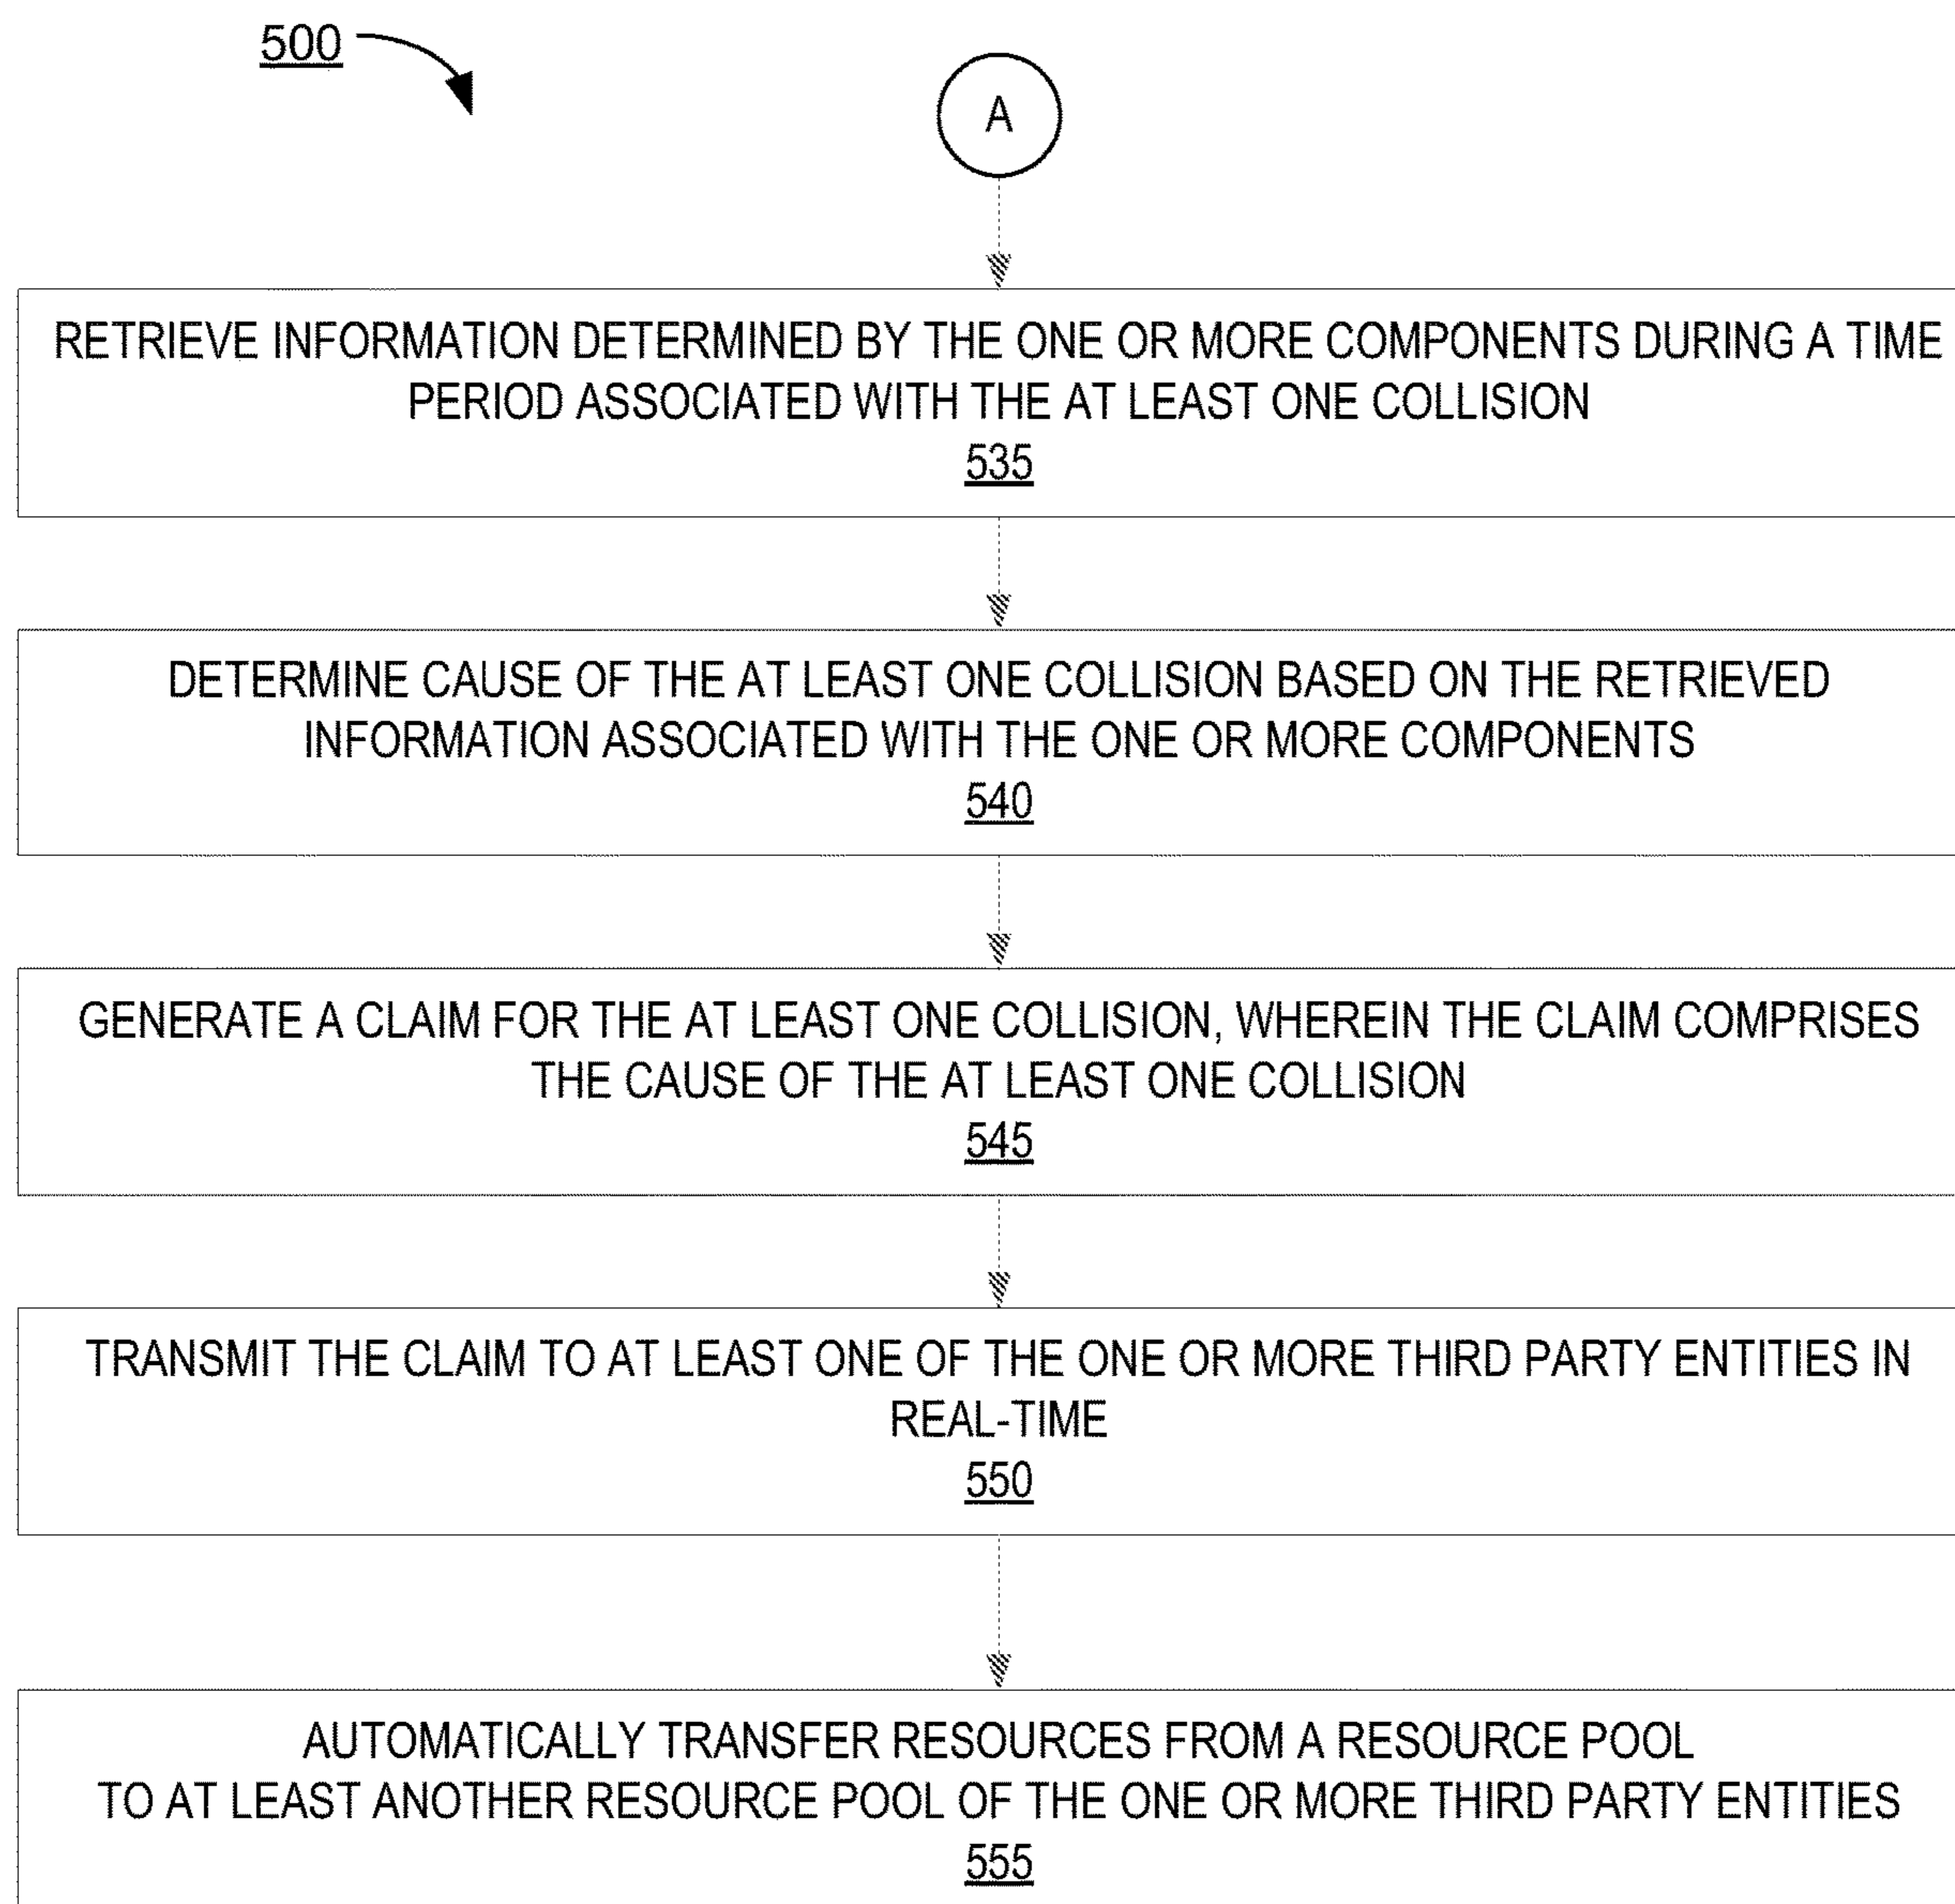 500
A
RETRIEVE INFORMATION DETERMINED BY THE ONE OR MORE COMPONENTS DURING A TIME
PERIOD ASSOCIATED WITH THE AT LEAST ONE COLLISION
535
DETERMINE CAUSE OF THE AT LEAST ONE COLLISION BASED ON THE RETRIEVED
INFORMATION ASSOCIATED WITH THE ONE OR MORE COMPONENTS
540
GENERATE A CLAIM FOR THE AT LEAST ONE COLLISION, WHEREIN THE CLAIM COMPRISES
THE CAUSE OF THE AT LEAST ONE COLLISION
545
TRANSMIT THE CLAIM TO AT LEAST ONE OF THE ONE OR MORE THIRD PARTY ENTITIES IN
REAL-TIME
550
AUTOMATICALLY TRANSFER RESOURCES FROM A RESOURCE POOL
TO AT LEAST ANOTHER RESOURCE POOL OF THE ONE OR MORE THIRD PARTY ENTITIES
555